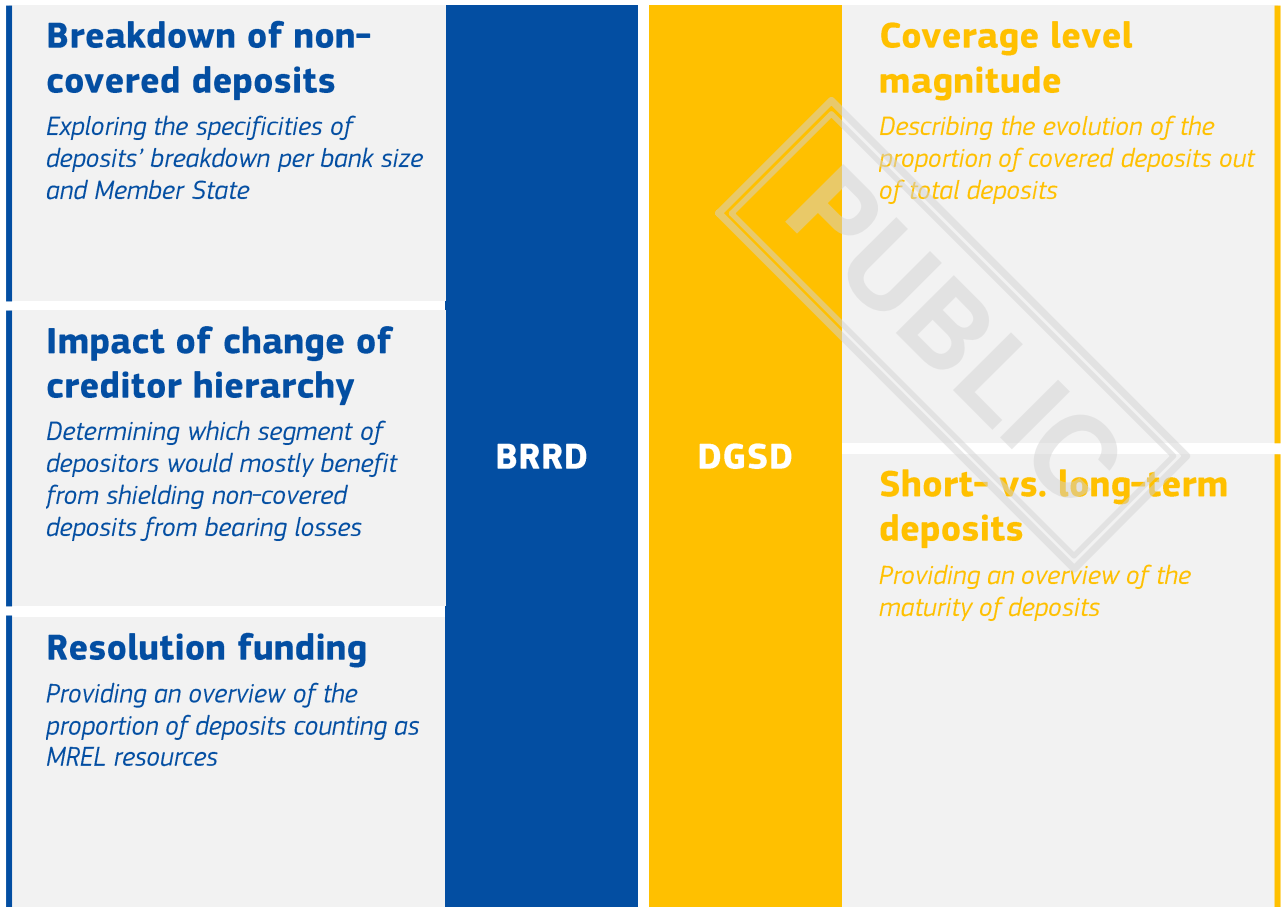 Breakdown of non-
covered deposits
Exploring the specificities of
deposits’ breakdown per bank size
and Member State
Impact of change of
creditor hierarchy
Determining which segment of
depositors would mostly benefit
from shielding non-covered
deposits from bearing losses
Resolution funding
Providing an overview of the
proportion of deposits counting as
MREL resources
BRRD
DGSD
Coverage level
magnitude
Describing the evolution of the
proportion of covered deposits out
of total deposits
Short- vs. long-term
deposits
Providing an overview of the
maturity of deposits
PUBLIC